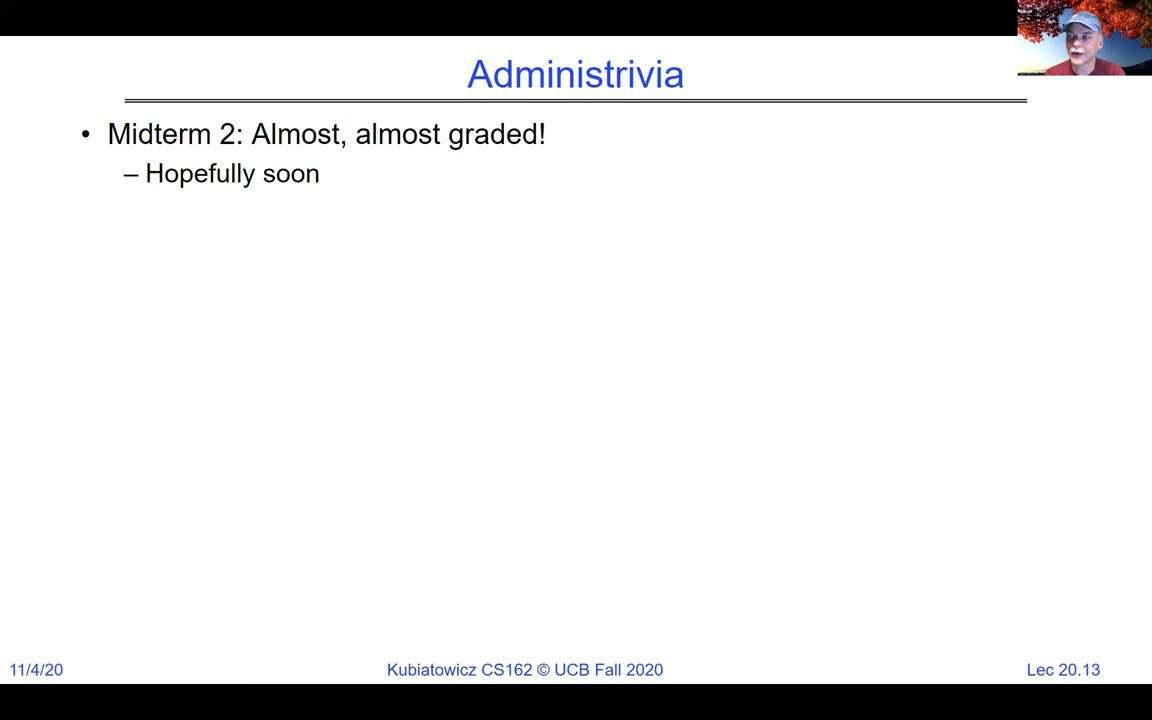 Administrivia
• Midterm 2: Almost, almost graded!
– Hopefully soon
11/4/20
Kubiatowicz CS162 © UCB Fall 2020
Lec 20.13